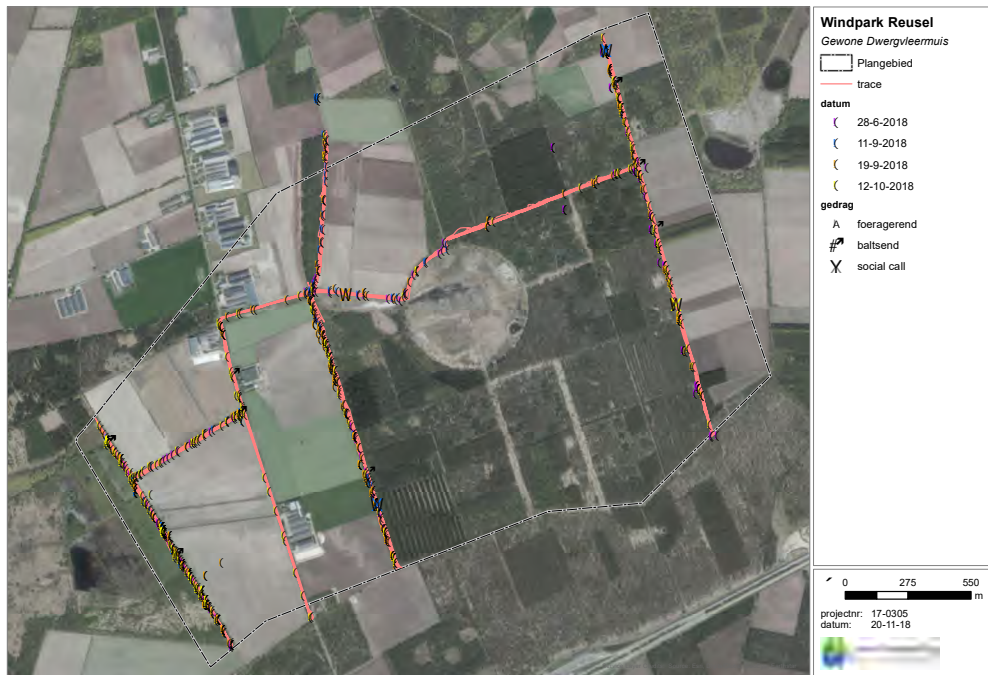 Windpark Reusel
Gewone Dwergvleermuis
Plangebied
trace
datum
28-6-2018
11-9-2018
19-9-2018
12-10-2018
gedrag
foeragerend
baltsend
social call
0 275 550
m
projectnr: 17-0305
datum: 20-11-18